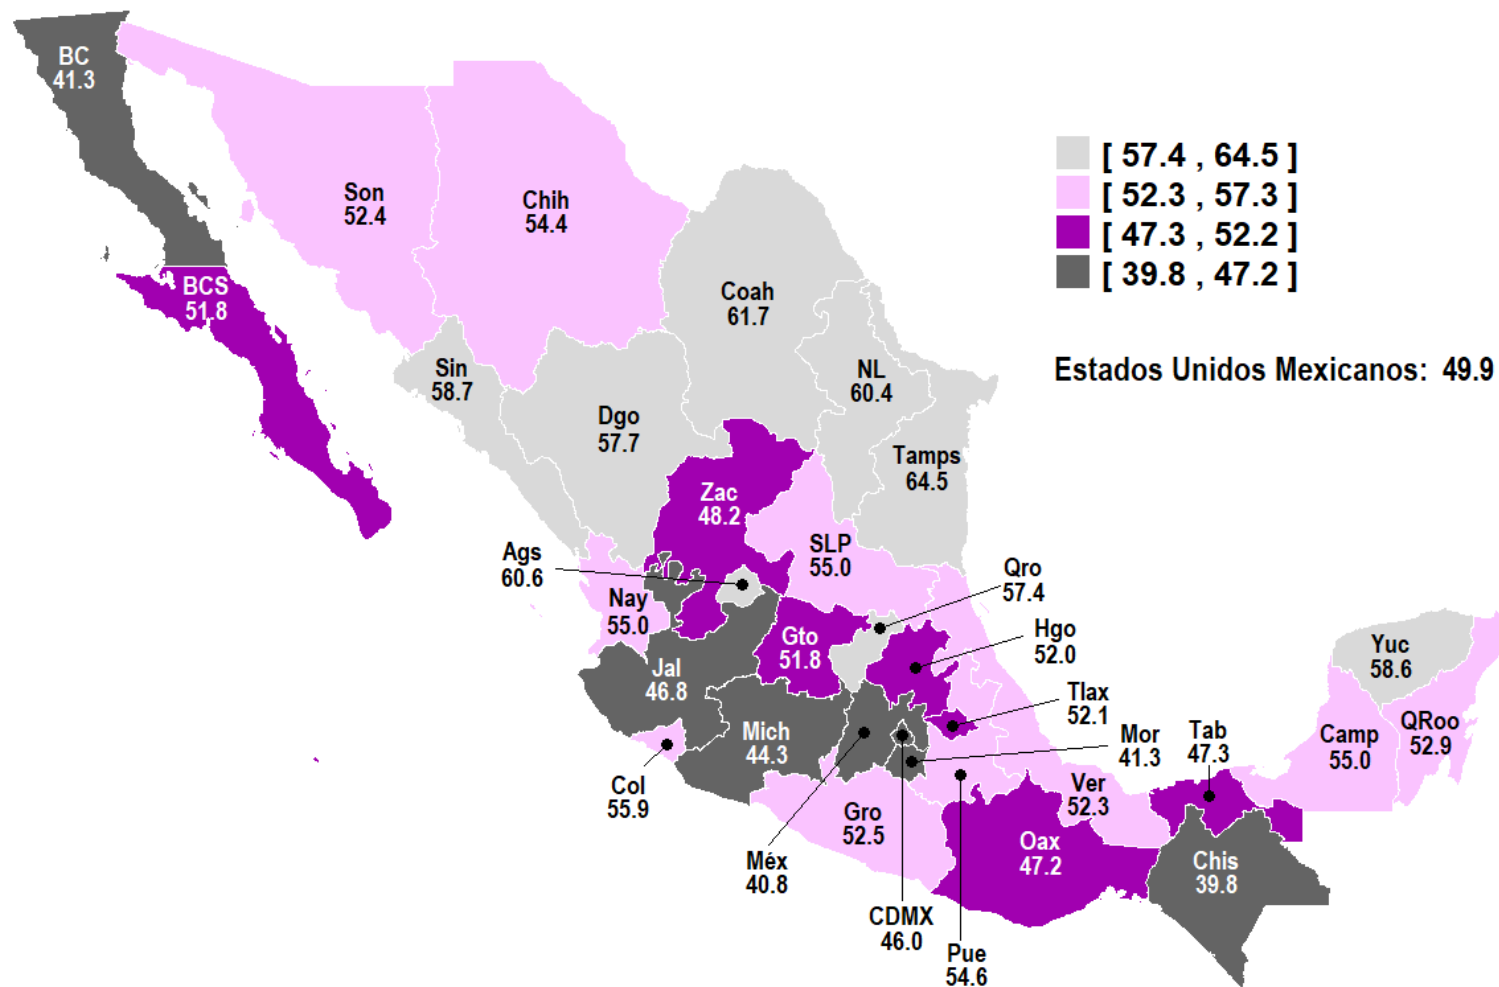 BC
41.3
BCS
51.8
Son
52.4
Chih
54.4
Coah
61.7
Sin
58.7
Dgo
57.7
NL
60.4
Tamps
64.5
Zac
48.2
Ags
60.6
SLP
55.0
Nay
55.0
Qro
57.4
Gto
51.8
Hgo
52.0
Jal
46.8
Tlax
52.1
Mich
44.3
Mor
41.3
Col
55.9
Gro
52.5
Méx
40.8
CDMX
46.0
Pue
54.6
Ver
52.3
Oax
47.2
Tab
47.3
Chis
39.8
Yuc
58.6
Camp
55.0
QRoo
52.9
[ 57.4 , 64.5 ]
[ 52.3 , 57.3 ]
[ 47.3 , 52.2 ]
[ 39.8 , 47.2 ]
Estados Unidos Mexicanos: 49.9